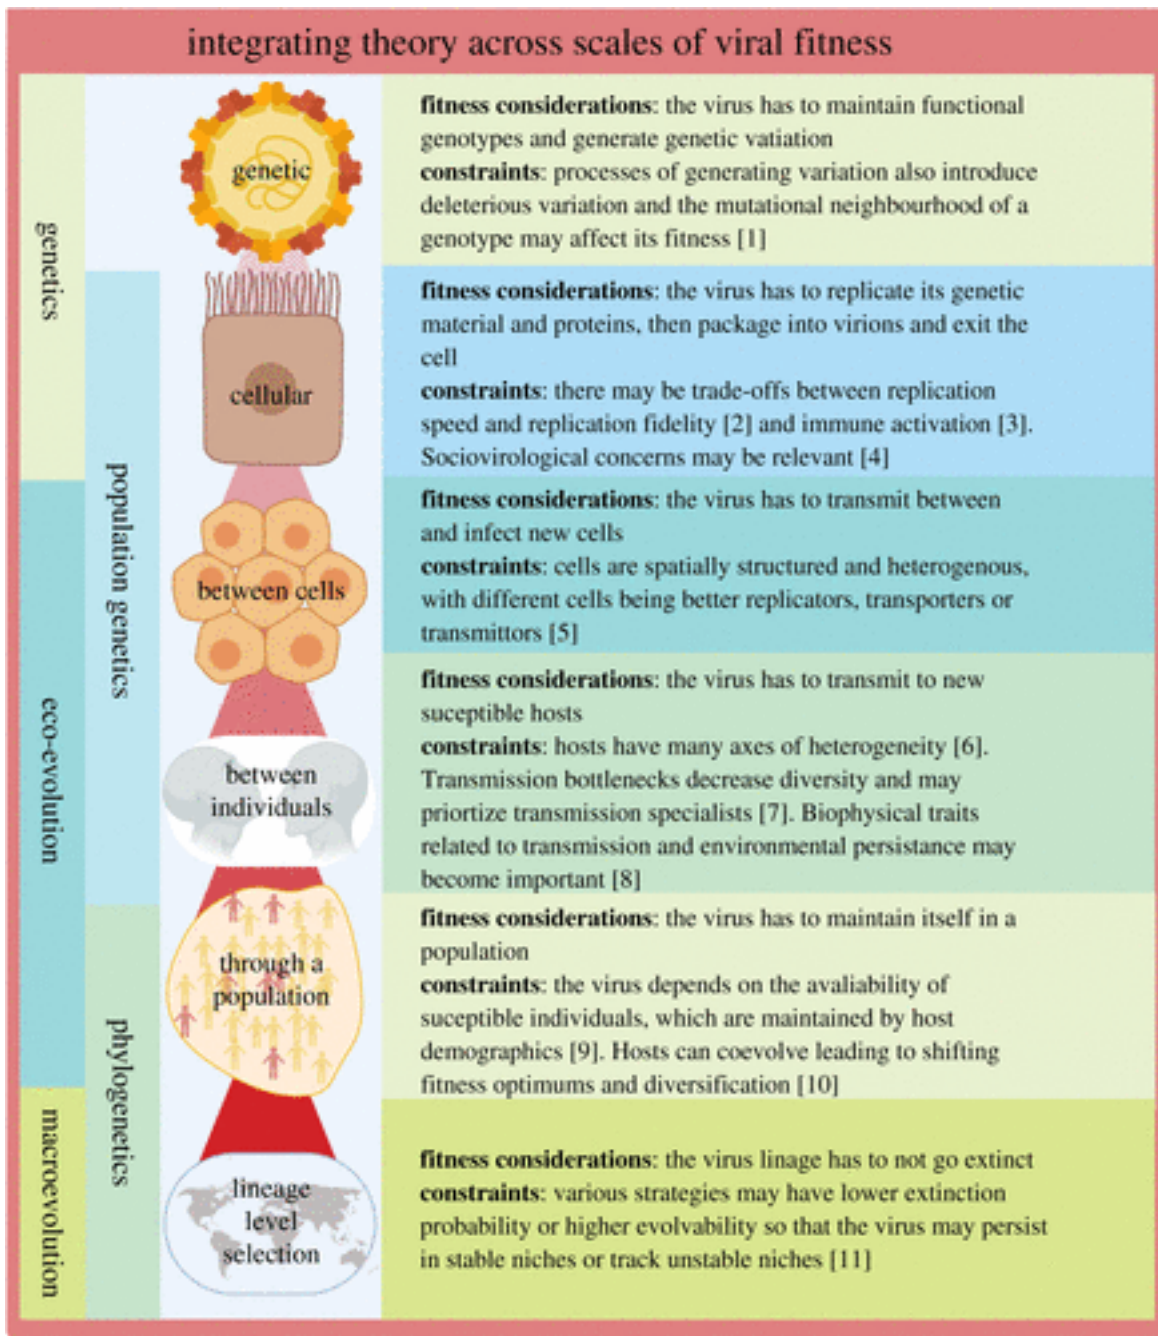 integrating theory across scales of viral fitness
genetics
eco-evolution
macroevolution
population genetics
phylogenetics
genetic
fitness considerations: the virus has to maintain functional
genotypes and generate genetic vatiation
constraints: processes of generating variation also introduce
deleterious variation and the mutational neighbourhood of a
genotype may affect its fitness [1]
cellular
fitness considerations: the virus has to replicate its genetic
material and proteins, then package into virions and exit the
cell
constraints: there may be trade-offs between replication
speed and replication fidelity [2] and immune activation [3].
Sociovirological concerns may be relevant [4]
between cells
fitness considerations: the virus has to transmit between
and infect new cells
constraints: cells are spatially structured and heterogenous,
with different cells being better replicators, transporters or
transmittors [5]
between
individuals
fitness considerations: the virus has to transmit to new
suceptible hosts
constraints: hosts have many axes of heterogeneity [6].
Transmission bottlenecks decrease diversity and may
priortize transmission specialists [7]. Biophysical traits
related to transmission and environmental persistance may
become important [8]
through a
population
fitness considerations: the virus has to maintain itself in a
population
constraints: the virus depends on the avaliability of
suceptible individuals, which are maintained by host
demographics [9]. Hosts can coevolve leading to shifting
fitness optimums and diversification [10]
lineage
level
selection
fitness considerations: the virus linage has to not go extinct
constraints: various strategies may have lower extinction
probability or higher evolvability so that the virus may persist
in stable niches or track unstable niches [11]